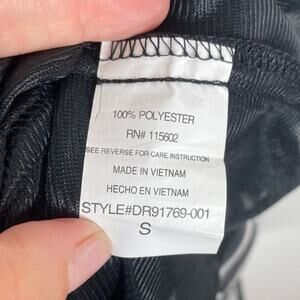 100% POLYESTER
RN# 115602
SEE REVERSE FOR CARE INSTRUCTION
MADE IN VIETNAM
HECHO EN VIETNAM
STYLE#DR91769-001
S